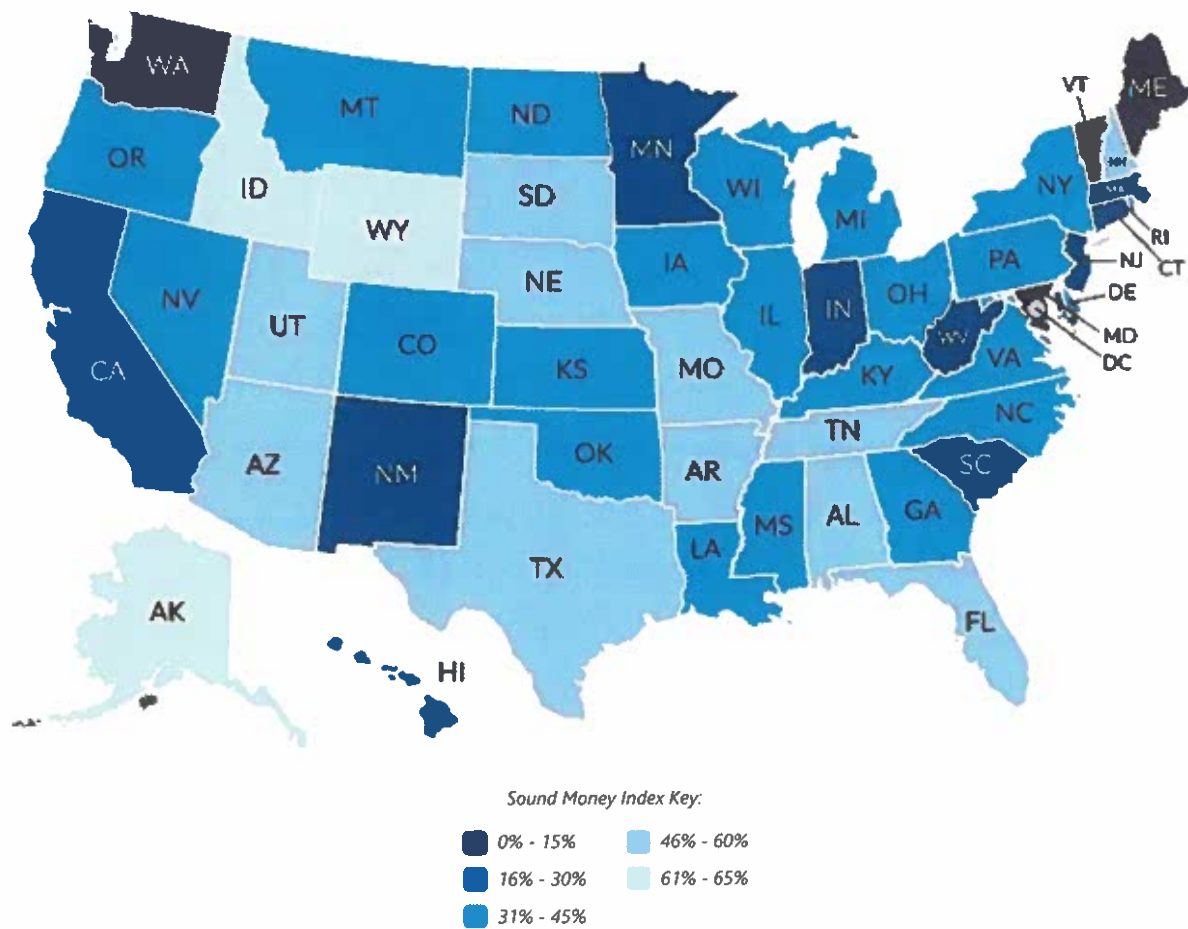 WA
MT
ND
MN
VT
ME
OR
ID
SD
WI
MI
NY
NH
MA
WY
RI
IA
PA
NJ
CT
NE
NV
UT
IL
IN
OH
DE
CO
MD
CA
KS
MO
WV
VA
DC
KY
NC
TN
AZ
NM
OK
AR
SC
MS
AL
GA
LA
TX
AK
FL
HI
Sound Money Index Key:
0% - 15%
46% - 60%
16% - 30%
61% - 65%
31% - 45%